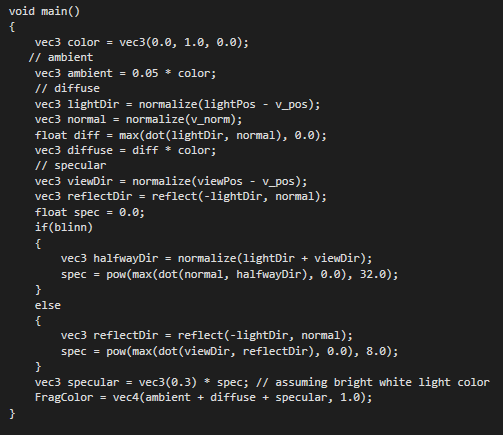 void main()
{
    vec3 color = vec3(0.0, 1.0, 0.0);
   // ambient
    vec3 ambient = 0.05 * color;
    // diffuse
    vec3 lightDir = normalize(lightPos - v_pos);
    vec3 normal = normalize(v_norm);
    float diff = max(dot(lightDir, normal), 0.0);
    vec3 diffuse = diff * color;
    // specular
    vec3 viewDir = normalize(viewPos - v_pos);
    vec3 reflectDir = reflect(-lightDir, normal);
    float spec = 0.0;
    if(blinn)
    {
        vec3 halfwayDir = normalize(lightDir + viewDir);
        spec = pow(max(dot(normal, halfwayDir), 0.0), 32.0);
    }
    else
    {
        vec3 reflectDir = reflect(-lightDir, normal);
        spec = pow(max(dot(viewDir, reflectDir), 0.0), 8.0);
    }
    vec3 specular = vec3(0.3) * spec; // assuming bright white light color
    FragColor = vec4(ambient + diffuse + specular, 1.0);
}